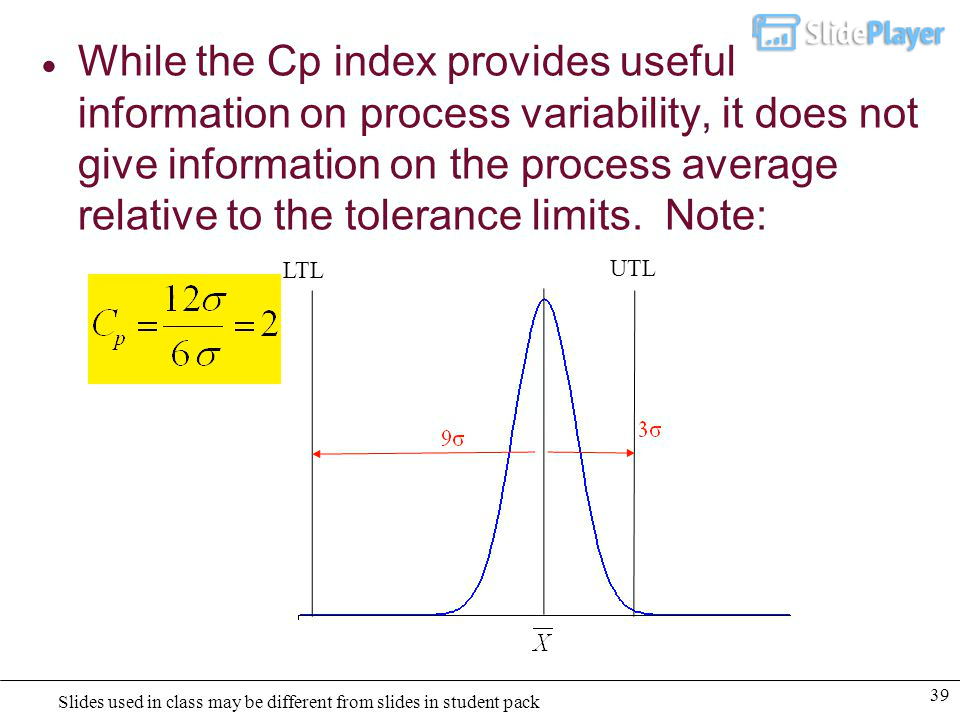 SlidePlayer
• While the Cp index provides useful
information on process variability, it does not
give information on the process average
relative to the tolerance limits. Note:
LTL
UTL
C_p = 12σ / 6σ = 2
9σ
3σ
X̅
39
Slides used in class may be different from slides in student pack